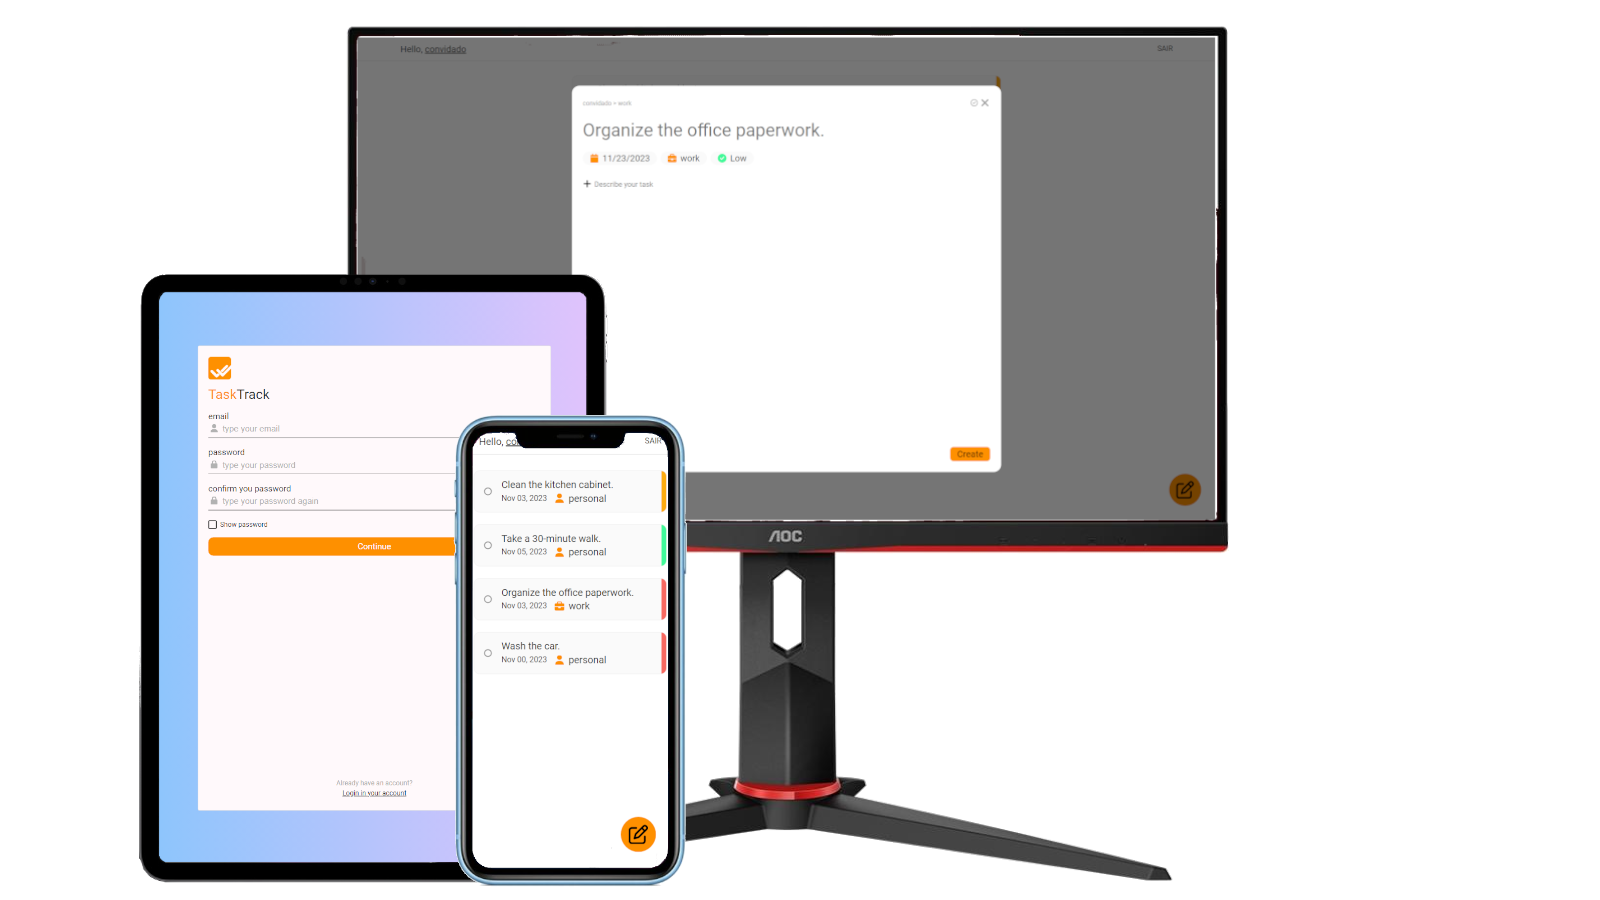 Hello, convidado
SAIR
convidado • work
Organize the office paperwork.
11/23/2023 work Low
Describe your task
Create
AOC
TaskTrack
email
type your email
password
type your password
confirm you password
type your password again
Show password
Continue
Already have an account?
Login in your account
Hello, co
SAIR
Clean the kitchen cabinet.
Nov 03, 2023 personal
Take a 30-minute walk.
Nov 05, 2023 personal
Organize the office paperwork.
Nov 03, 2023 work
Wash the car.
Nov 00, 2023 personal